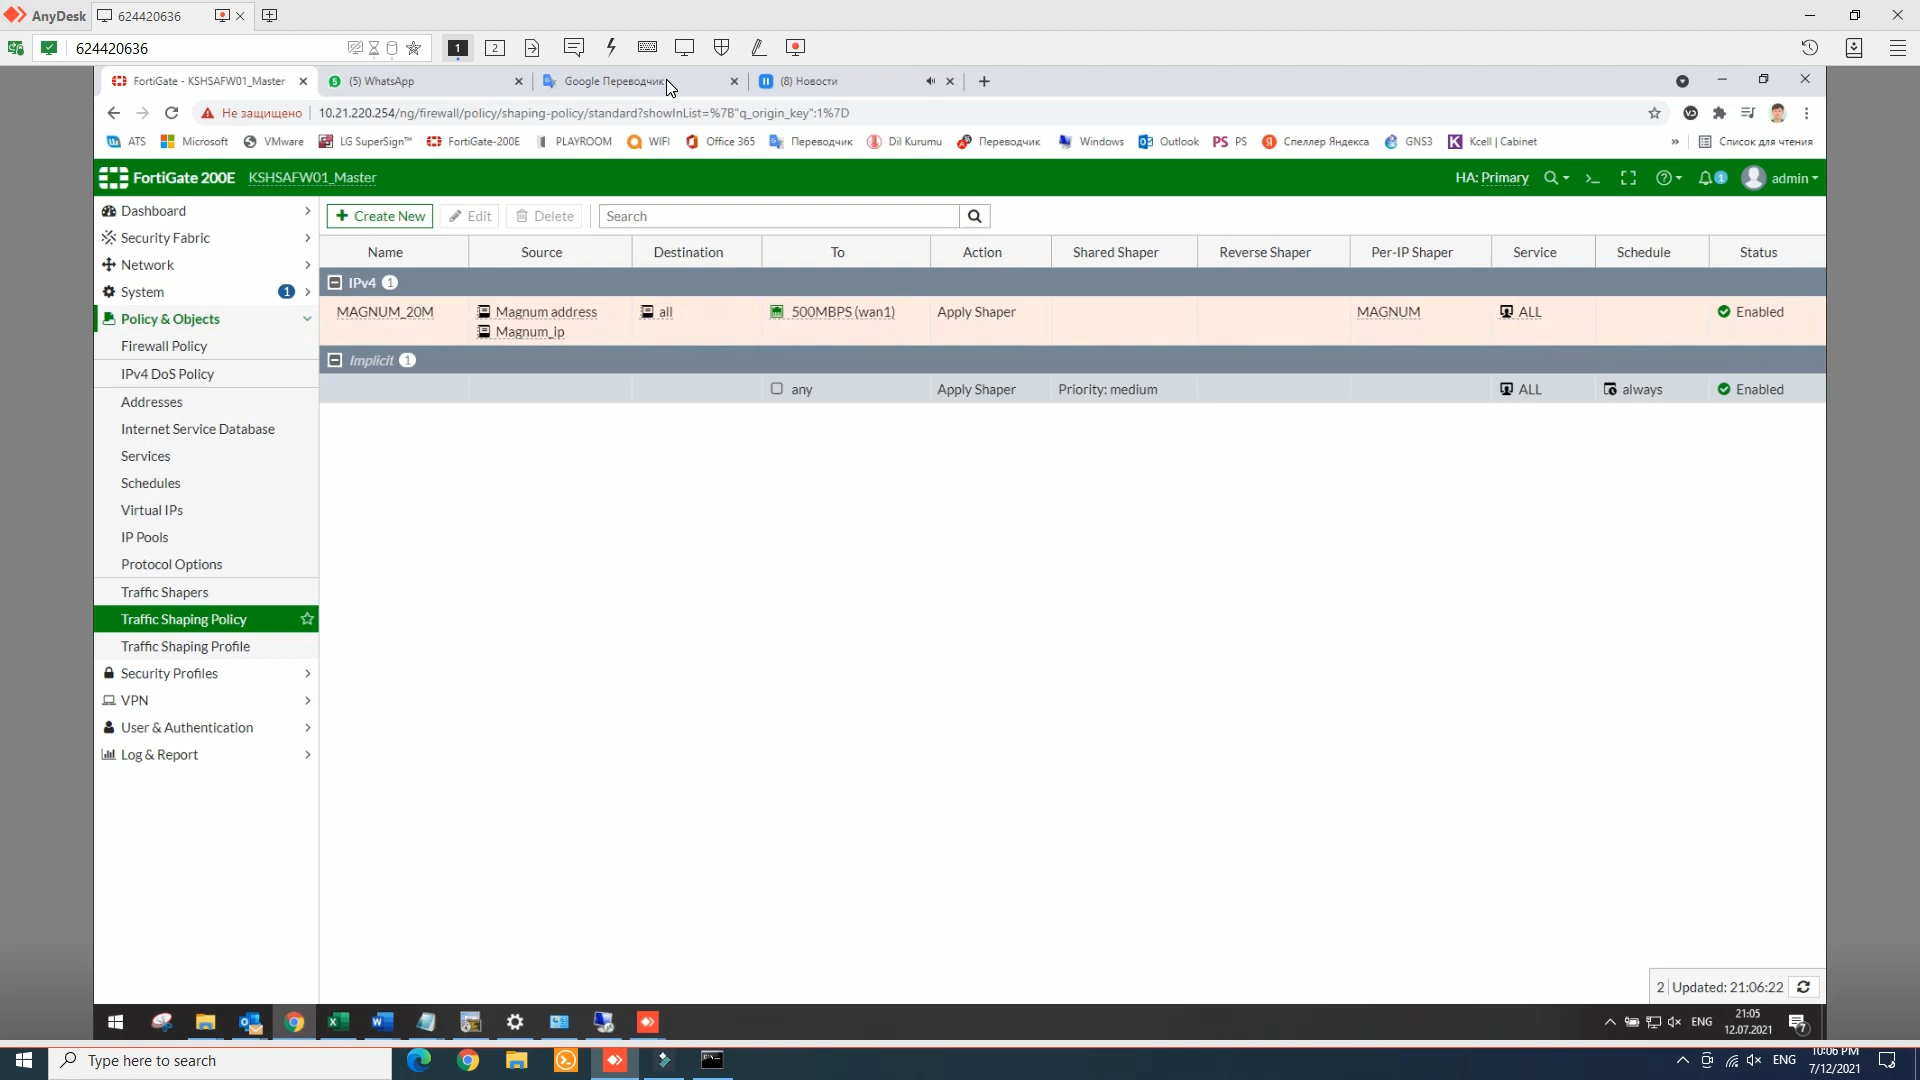 AnyDesk 624420636
624420636 1 2
FortiGate - KSHSAFW01_Master (5) WhatsApp Google Переводчик (8) Новости
Не защищено 10.21.220.254/ng/firewall/policy/shaping-policy/standard?showInList=%7B"q_origin_key":1%7D
ATS Microsoft VMware LG SuperSign™ FortiGate-200E PLAYROOM WIFI Office 365 Переводчик Dil Kurumu Переводчик Windows Outlook PS PS Спеллер Яндекса GNS3 Kcell | Cabinet » Список для чтения
FortiGate 200E KSHSAFW01_Master HA: Primary 1 admin
Dashboard
Security Fabric
Network
System 1
Policy & Objects
Firewall Policy
IPv4 DoS Policy
Addresses
Internet Service Database
Services
Schedules
Virtual IPs
IP Pools
Protocol Options
Traffic Shapers
Traffic Shaping Policy
Traffic Shaping Profile
Security Profiles
VPN
User & Authentication
Log & Report
Create New Edit Delete Search
Name Source Destination To Action Shared Shaper Reverse Shaper Per-IP Shaper Service Schedule Status
IPv4 1
MAGNUM_20M Magnum address all 500MBPS (wan1) Apply Shaper MAGNUM ALL Enabled
Magnum_ip
Implicit 1
any Apply Shaper Priority: medium ALL always Enabled
2 Updated: 21:06:22
ENG 21:05
12.07.2021 7
Type here to search ENG 10:06 PM
7/12/2021